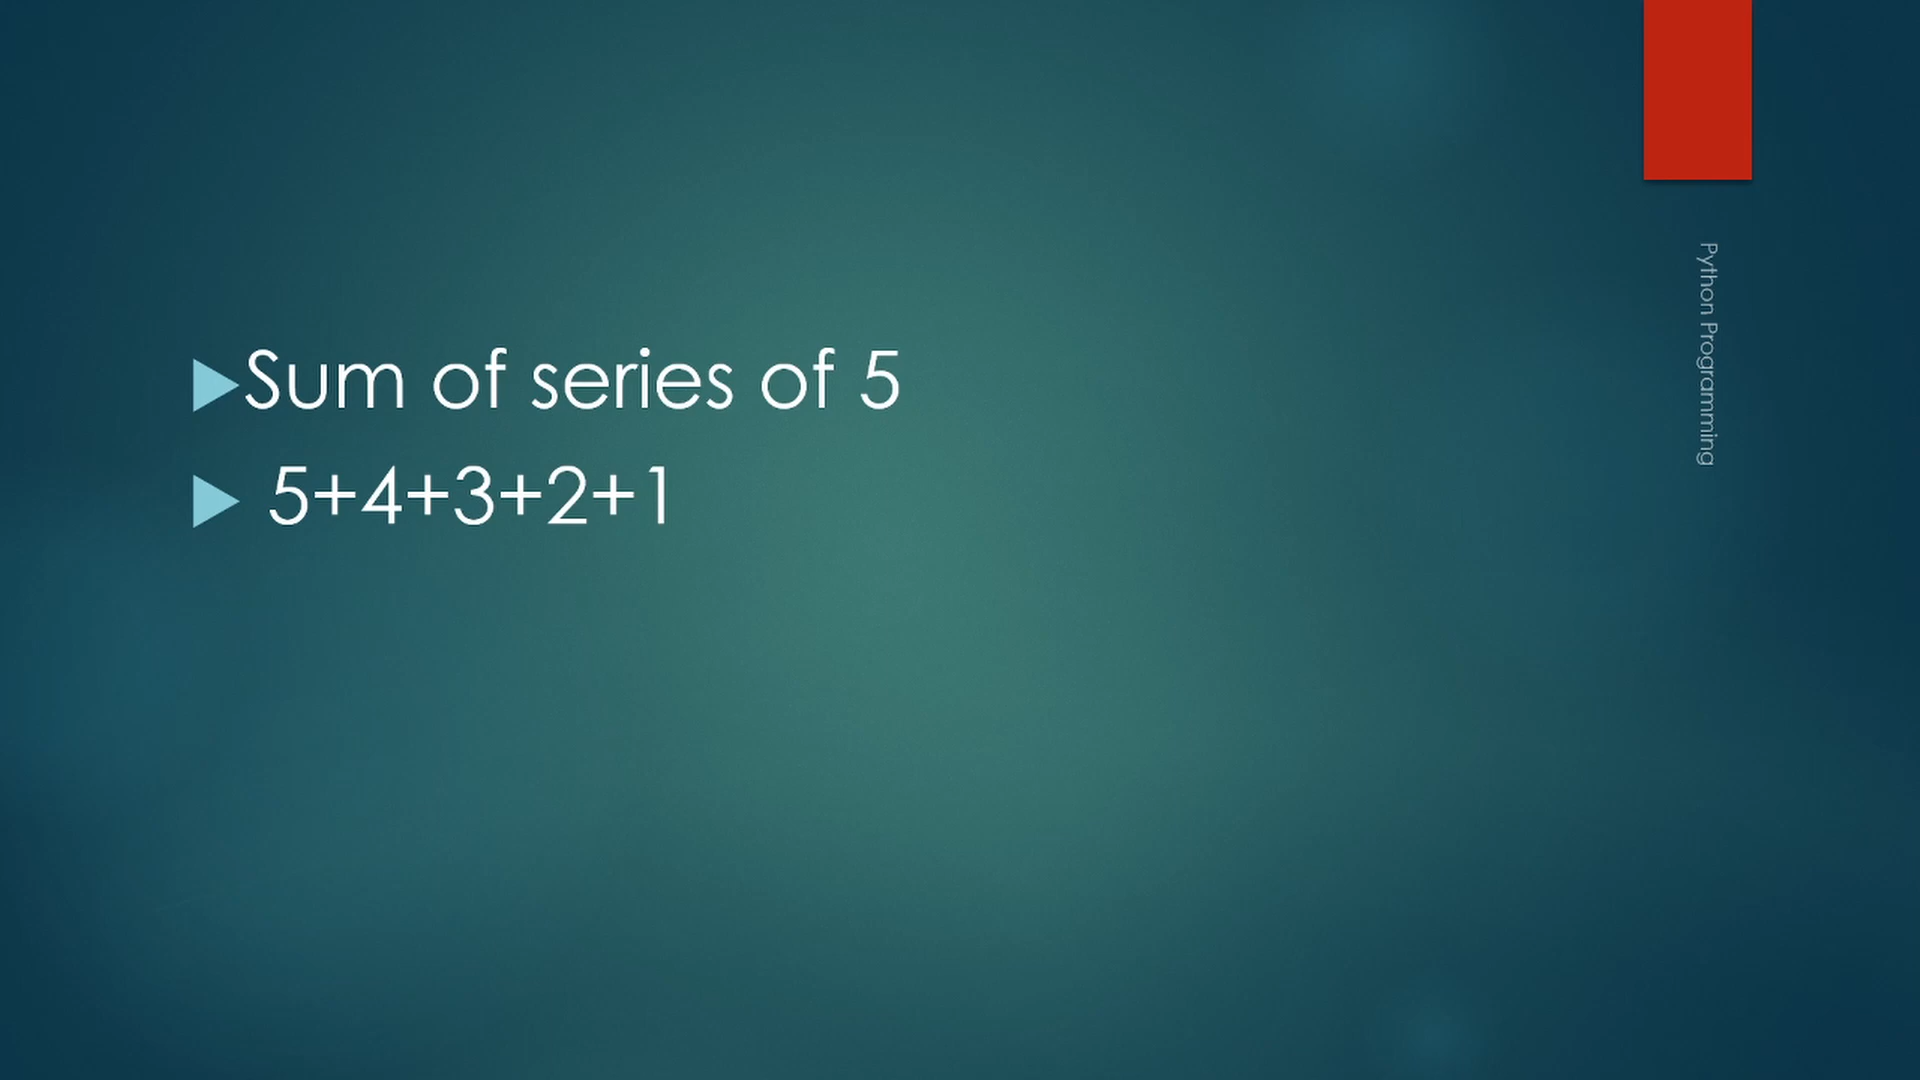 Sum of series of 5
5+4+3+2+1
Python Programming